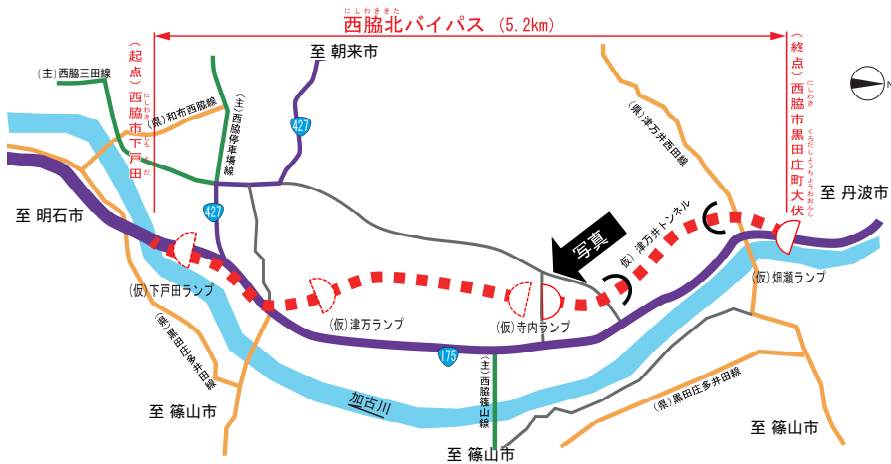 西脇北バイパス (5.2km)
にしわききた
至 朝来市
(起点)西脇市下戸田
にしわき しも と だ
(終点)西脇市黒田庄町大伏
にしわき くろだしょうちょうおおぶし
(主)西脇三田線
(県)和布西脇線
(主)西脇停車場線
427
427
(県)津万井西田線
N
至 丹波市
至 明石市
写真
(仮)津万井トンネル
(仮)下戸田ランプ
(仮)津万ランプ
(仮)寺内ランプ
(仮)畑瀬ランプ
175
(県)黒田庄多井田線
(主)西脇篠山線
加古川
(県)黒田庄多井田線
至 篠山市
至 篠山市
至 篠山市